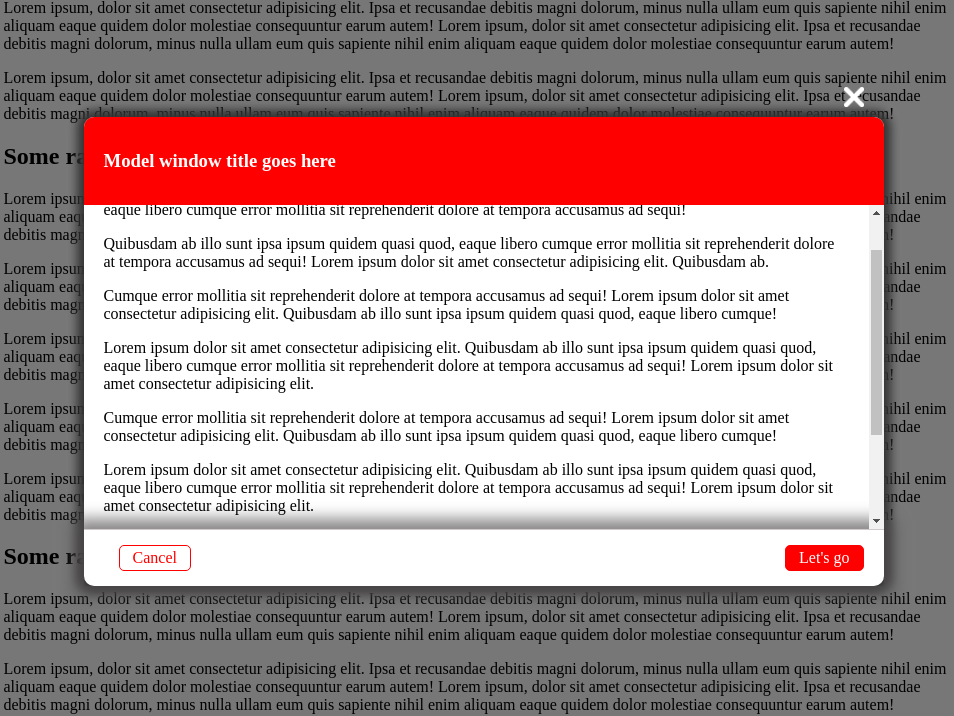 Lorem ipsum, dolor sit amet consectetur adipisicing elit. Ipsa et recusandae debitis magni dolorum, minus nulla ullam eum quis sapiente nihil enim
aliquam eaque quidem dolor molestiae consequuntur earum autem! Lorem ipsum, dolor sit amet consectetur adipisicing elit. Ipsa et recusandae
debitis magni dolorum, minus nulla ullam eum quis sapiente nihil enim aliquam eaque quidem dolor molestiae consequuntur earum autem!
Lorem ipsum, dolor sit amet consectetur adipisicing elit. Ipsa et recusandae debitis magni dolorum, minus nulla ullam eum quis sapiente nihil enim
aliquam eaque quidem dolor molestiae consequuntur earum autem! Lorem ipsum, dolor sit amet consectetur adipisicing elit. Ipsa et recusandae
debitis magni dolorum, minus nulla ullam eum quis sapiente nihil enim aliquam eaque quidem dolor molestiae consequuntur earum autem!
Some
Model window title goes here
eaque libero cumque error mollitia sit reprehenderit dolore at tempora accusamus ad sequi!
Quibusdam ab illo sunt ipsa ipsum quidem quasi quod, eaque libero cumque error mollitia sit reprehenderit dolore
at tempora accusamus ad sequi! Lorem ipsum dolor sit amet consectetur adipisicing elit. Quibusdam ab.
Cumque error mollitia sit reprehenderit dolore at tempora accusamus ad sequi! Lorem ipsum dolor sit amet
consectetur adipisicing elit. Quibusdam ab illo sunt ipsa ipsum quidem quasi quod, eaque libero cumque!
Lorem ipsum dolor sit amet consectetur adipisicing elit. Quibusdam ab illo sunt ipsa ipsum quidem quasi quod,
eaque libero cumque error mollitia sit reprehenderit dolore at tempora accusamus ad sequi! Lorem ipsum dolor sit
amet consectetur adipisicing elit.
Cumque error mollitia sit reprehenderit dolore at tempora accusamus ad sequi! Lorem ipsum dolor sit amet
consectetur adipisicing elit. Quibusdam ab illo sunt ipsa ipsum quidem quasi quod, eaque libero cumque!
Lorem ipsum dolor sit amet consectetur adipisicing elit. Quibusdam ab illo sunt ipsa ipsum quidem quasi quod,
eaque libero cumque error mollitia sit reprehenderit dolore at tempora accusamus ad sequi! Lorem ipsum dolor sit
amet consectetur adipisicing elit.
Cancel
Let's go
Some
Lorem ipsum, dolor sit amet consectetur adipisicing elit. Ipsa et recusandae debitis magni dolorum, minus nulla ullam eum quis sapiente nihil enim
aliquam eaque quidem dolor molestiae consequuntur earum autem! Lorem ipsum, dolor sit amet consectetur adipisicing elit. Ipsa et recusandae
debitis magni dolorum, minus nulla ullam eum quis sapiente nihil enim aliquam eaque quidem dolor molestiae consequuntur earum autem!
Lorem ipsum, dolor sit amet consectetur adipisicing elit. Ipsa et recusandae debitis magni dolorum, minus nulla ullam eum quis sapiente nihil enim
aliquam eaque quidem dolor molestiae consequuntur earum autem! Lorem ipsum, dolor sit amet consectetur adipisicing elit. Ipsa et recusandae
debitis magni dolorum, minus nulla ullam eum quis sapiente nihil enim aliquam eaque quidem dolor molestiae consequuntur earum autem!